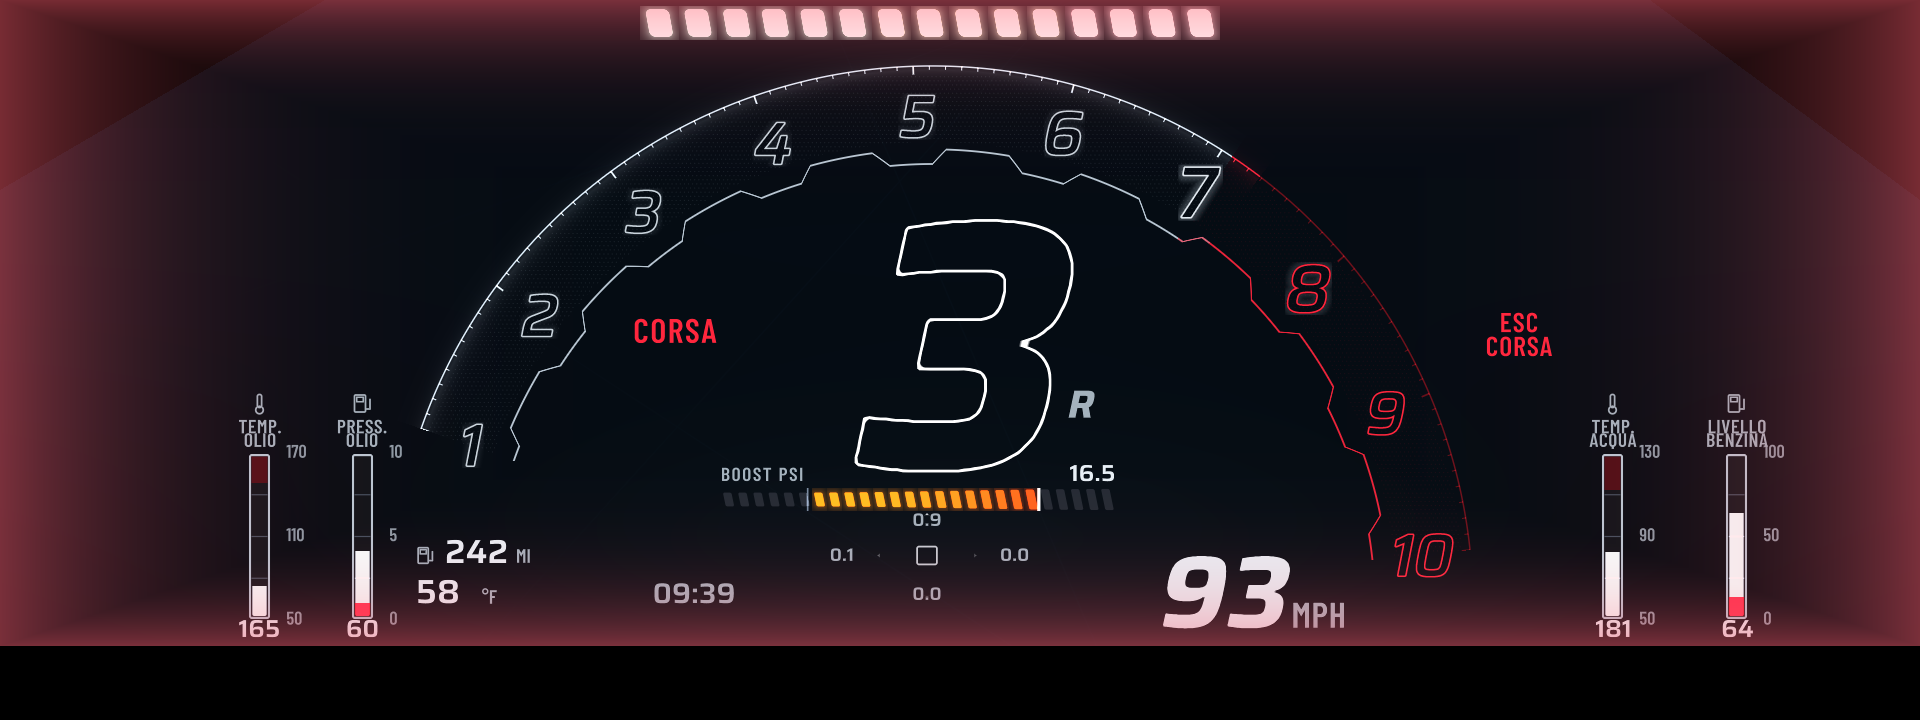 5
4
6
3
7
2
8
1
9
10
3
R
CORSA
ESC
CORSA
TEMP.
OLIO
170
110
50
165
PRESS.
OLIO
10
5
0
60
242 MI
58 °F
BOOST PSI
16.5
0.9
0.1
0.0
0.0
09:39
93 MPH
TEMP.
ACQUA
130
90
50
181
LIVELLO
BENZINA
100
50
0
64